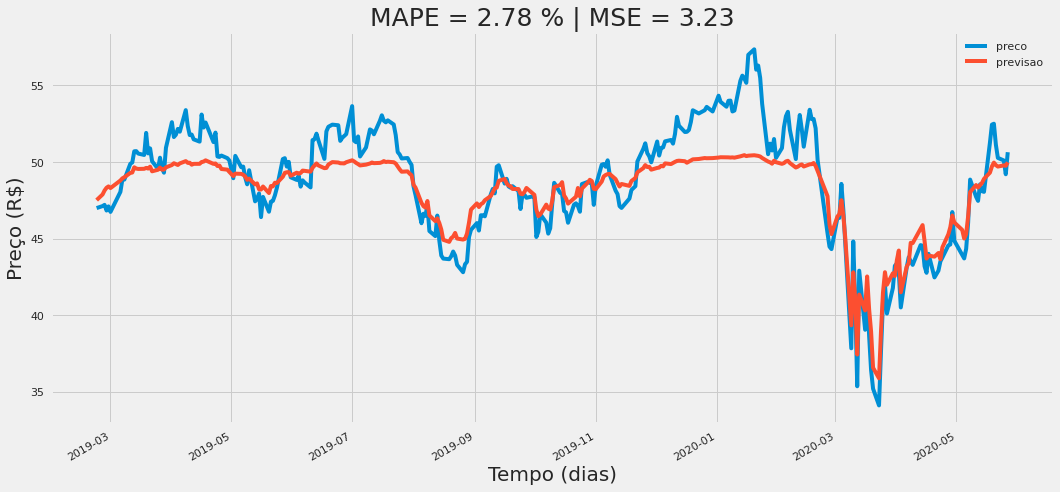 MAPE = 2.78 % | MSE = 3.23
preco
previsao
Preço (R$)
55
50
45
40
35
2019-03
2019-05
2019-07
2019-09
2019-11
2020-01
2020-03
2020-05
Tempo (dias)